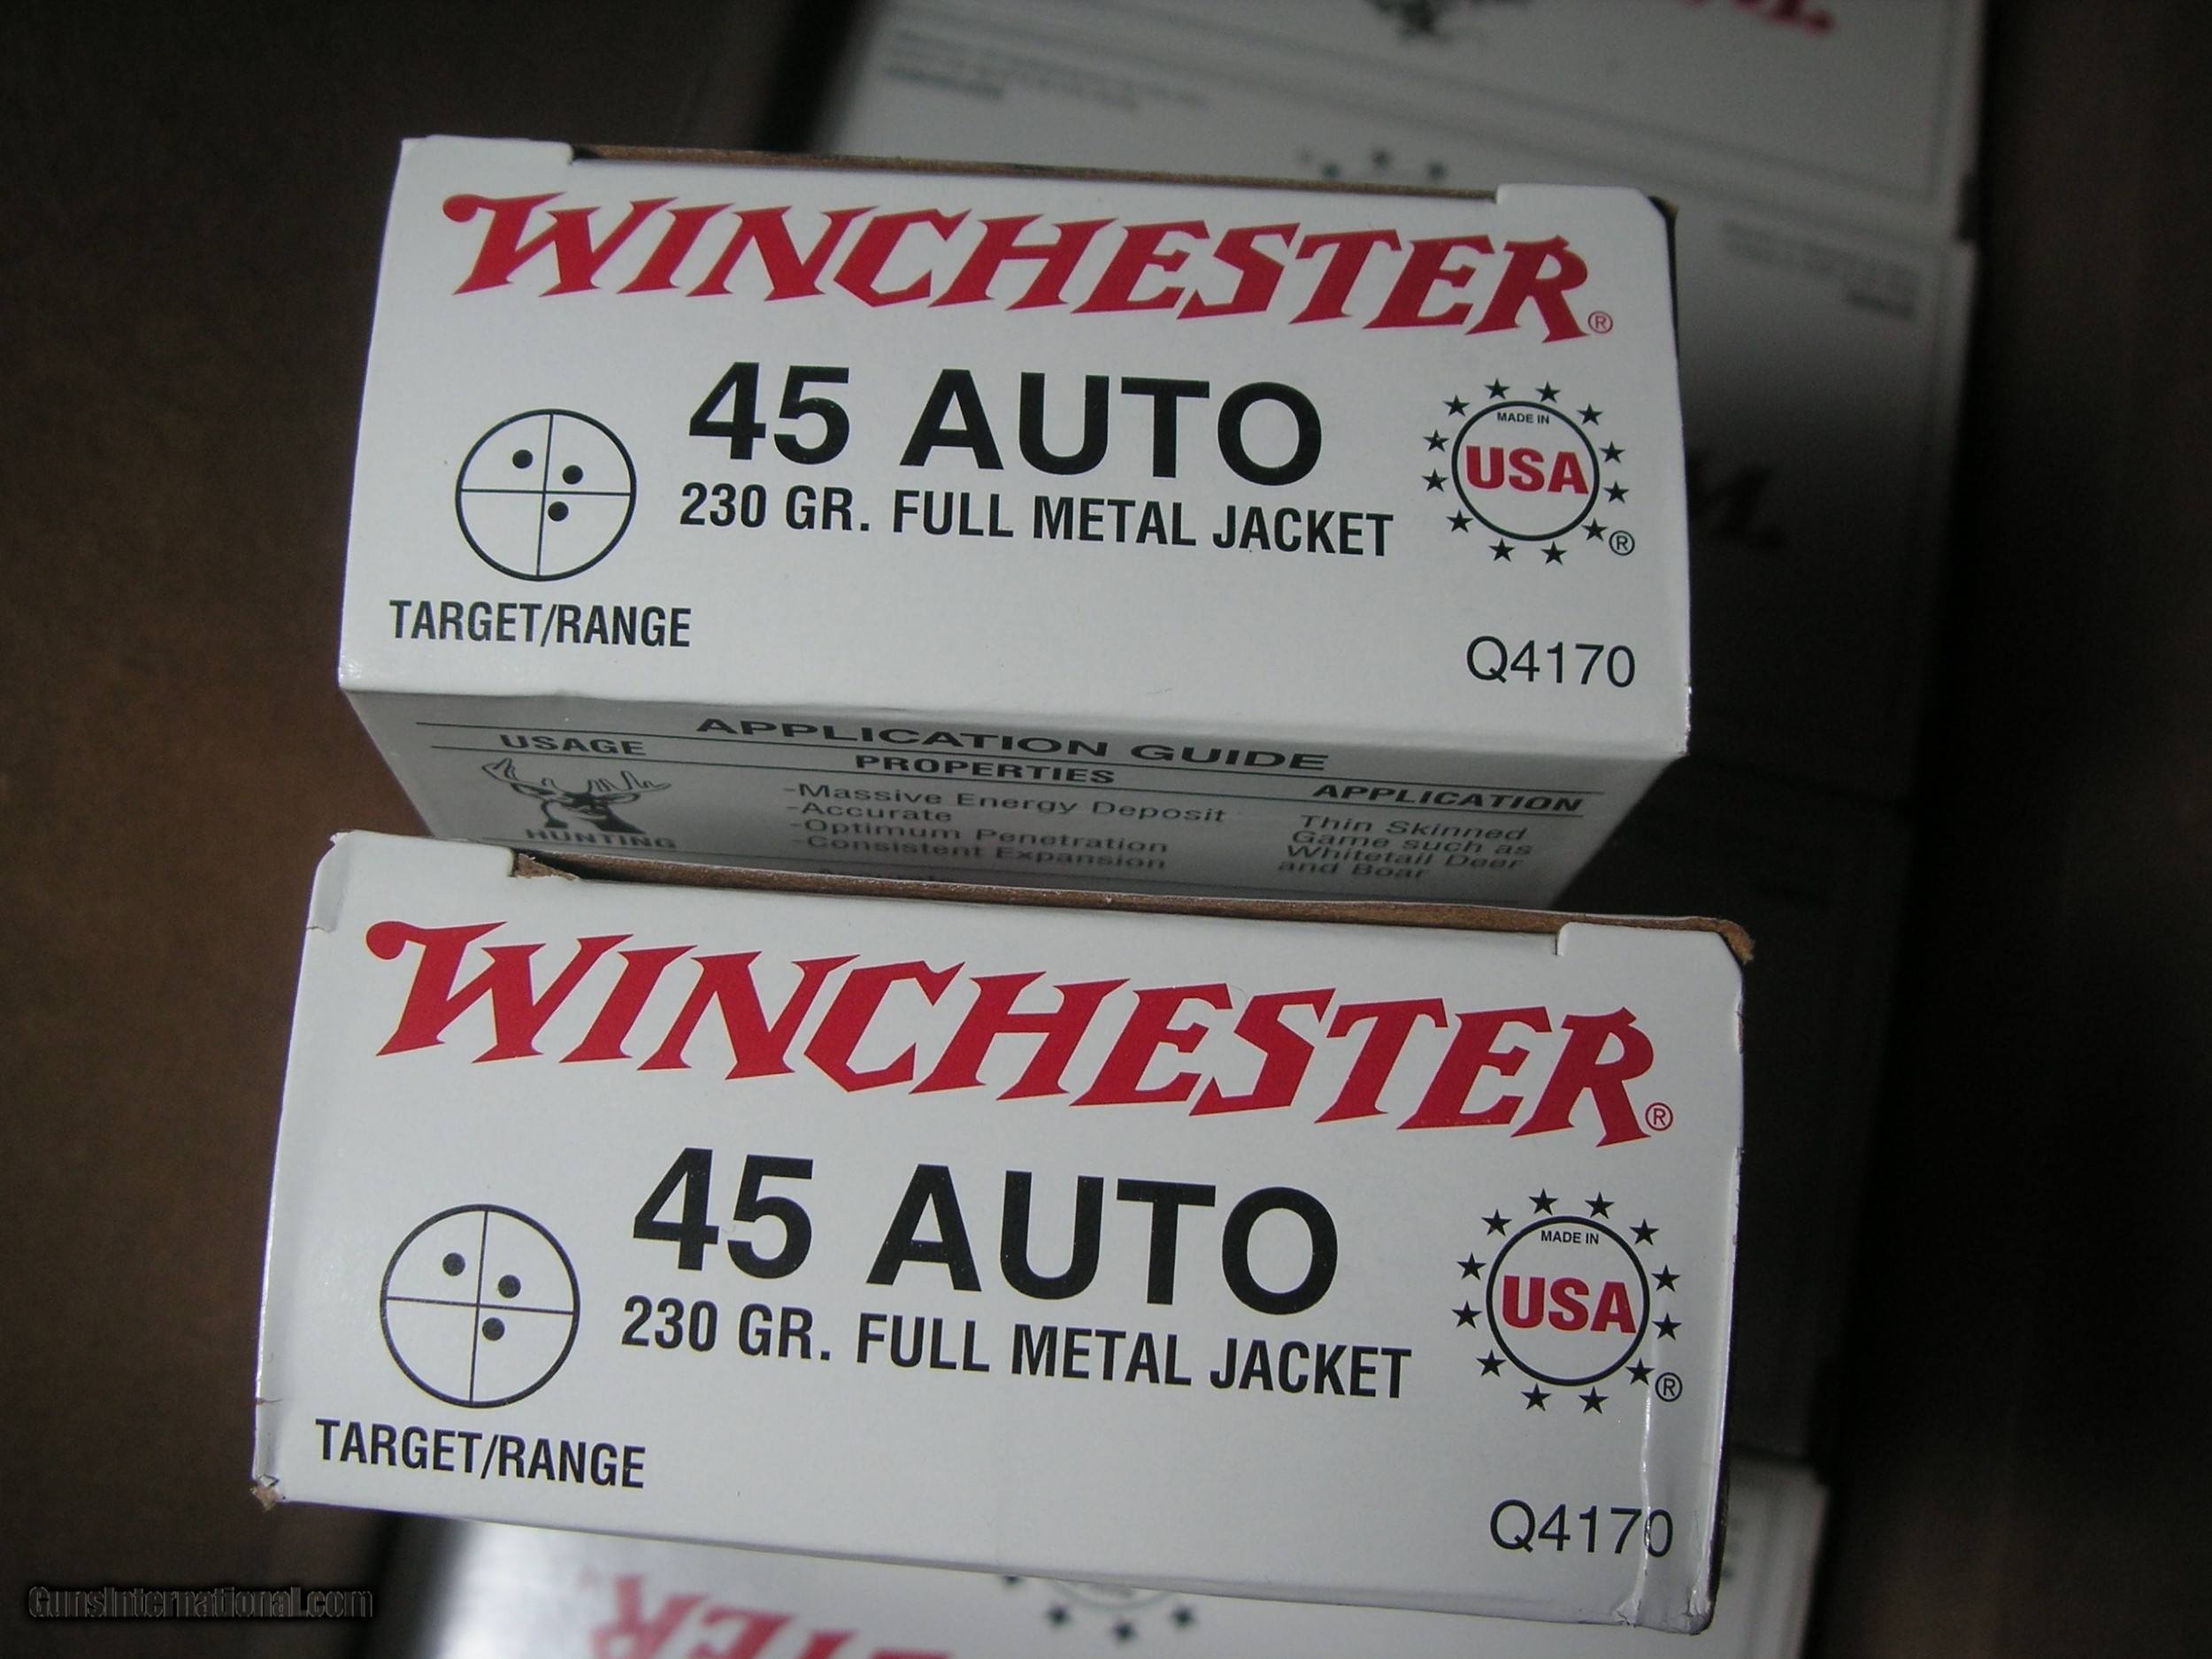 WINCHESTER®
45 AUTO
230 GR. FULL METAL JACKET
TARGET/RANGE
MADE IN
USA
®
Q4170
APPLICATION GUIDE
USAGE
PROPERTIES
APPLICATION
HUNTING
-Massive Energy Deposit
-Accurate
-Optimum Penetration
-Consistent Expansion
Thin Skinned
Game such as
Whitetail Deer
and Boar
WINCHESTER®
45 AUTO
230 GR. FULL METAL JACKET
TARGET/RANGE
MADE IN
USA
®
Q4170
GunsInternational.com